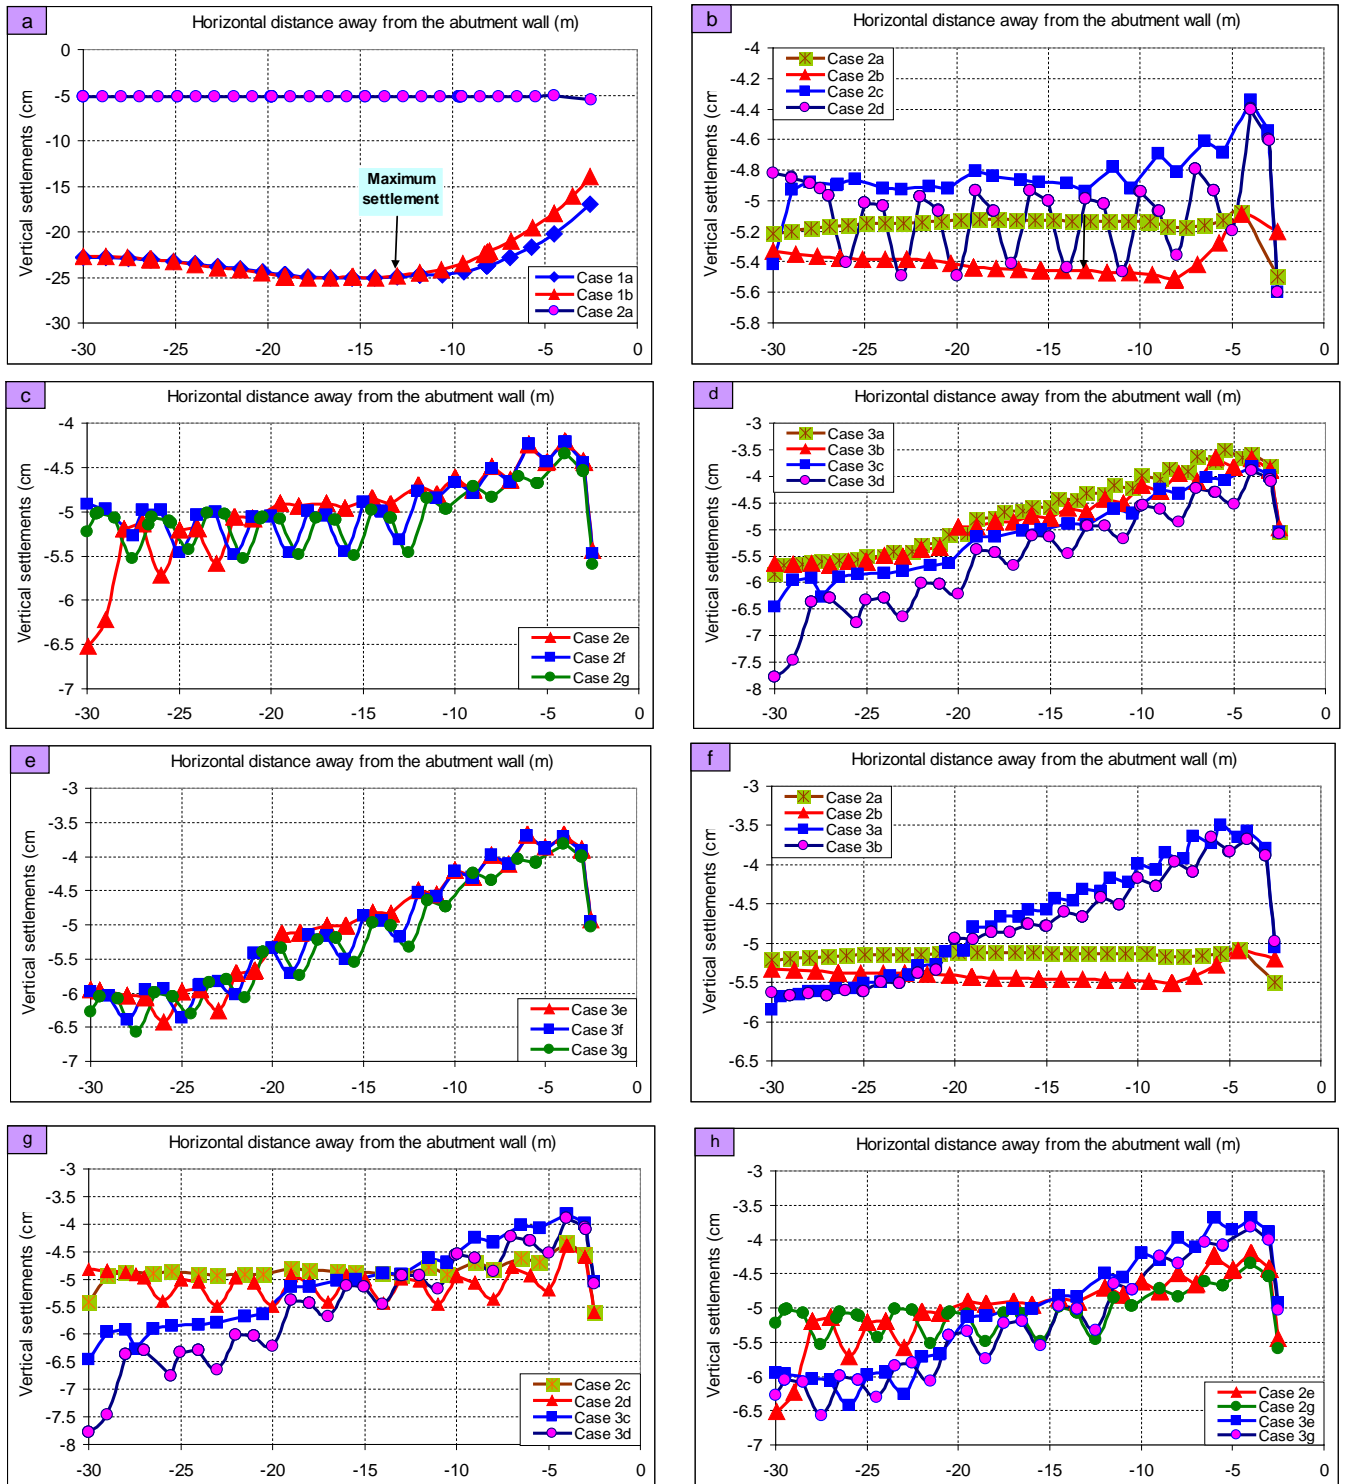 a
Horizontal distance away from the abutment wall (m)
Vertical settlements (cm
0
-5
-10
-15
-20
-25
-30
Maximum
settlement
Case 1a
Case 1b
Case 2a
-30 -25 -20 -15 -10 -5 0
b
Horizontal distance away from the abutment wall (m)
Vertical settlements (cm
-4
-4.2
-4.4
-4.6
-4.8
-5
-5.2
-5.4
-5.6
-5.8
Case 2a
Case 2b
Case 2c
Case 2d
-30 -25 -20 -15 -10 -5 0
c
Horizontal distance away from the abutment wall (m)
Vertical settlements (cm
-4
-4.5
-5
-5.5
-6
-6.5
-7
Case 2e
Case 2f
Case 2g
-30 -25 -20 -15 -10 -5 0
d
Horizontal distance away from the abutment wall (m)
Vertical settlements (cm
-3
-3.5
-4
-4.5
-5
-5.5
-6
-6.5
-7
-7.5
-8
Case 3a
Case 3b
Case 3c
Case 3d
-30 -25 -20 -15 -10 -5 0
e
Horizontal distance away from the abutment wall (m)
Vertical settlements (cm
-3
-3.5
-4
-4.5
-5
-5.5
-6
-6.5
-7
Case 3e
Case 3f
Case 3g
-30 -25 -20 -15 -10 -5 0
f
Horizontal distance away from the abutment wall (m)
Vertical settlements (cm
-3
-3.5
-4
-4.5
-5
-5.5
-6
-6.5
Case 2a
Case 2b
Case 3a
Case 3b
-30 -25 -20 -15 -10 -5 0
g
Horizontal distance away from the abutment wall (m)
Vertical settlements (cm
-3
-3.5
-4
-4.5
-5
-5.5
-6
-6.5
-7
-7.5
-8
Case 2c
Case 2d
Case 3c
Case 3d
-30 -25 -20 -15 -10 -5 0
h
Horizontal distance away from the abutment wall (m)
Vertical settlements (cm
-3
-3.5
-4
-4.5
-5
-5.5
-6
-6.5
-7
Case 2e
Case 2g
Case 3e
Case 3g
-30 -25 -20 -15 -10 -5 0